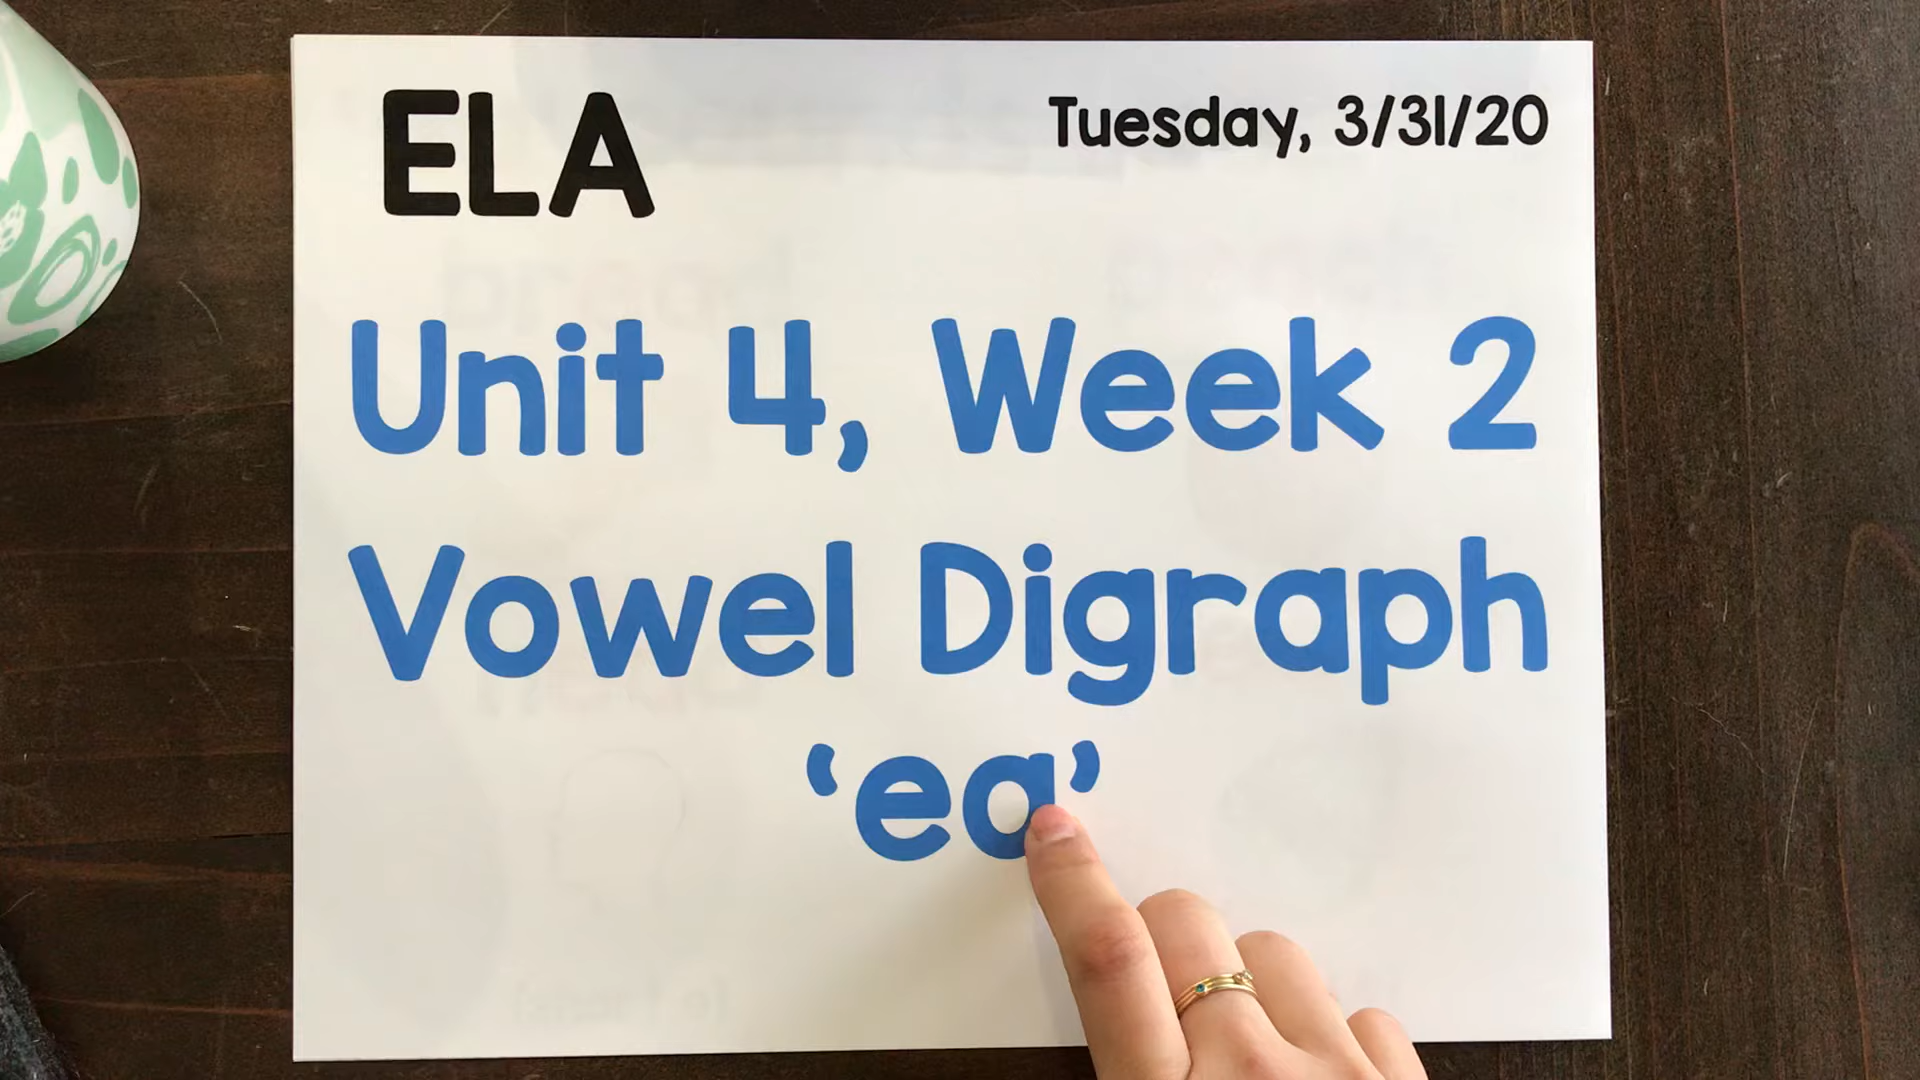 ELA
Tuesday, 3/31/20
Unit 4, Week 2
Vowel Digraph
‘ea’